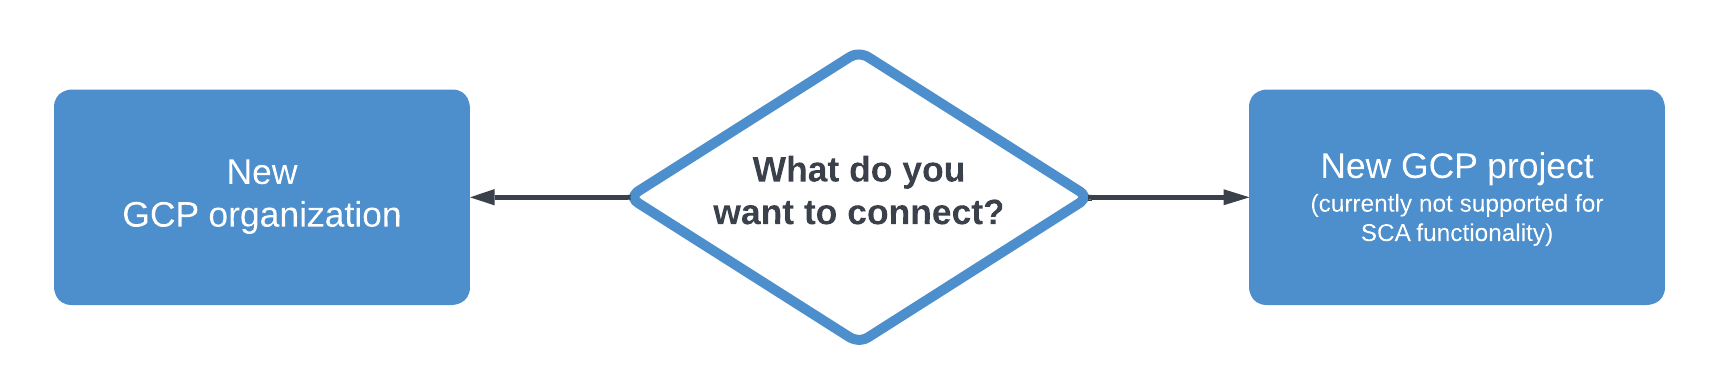 New
GCP organization
What do you
want to connect?
New GCP project
(currently not supported for
SCA functionality)